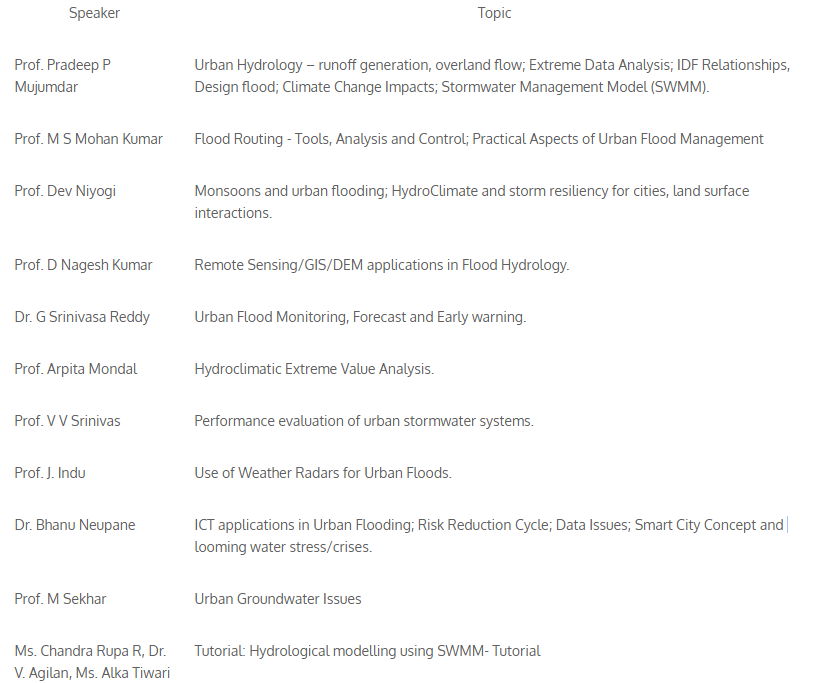 Speaker Topic
Prof. Pradeep P Urban Hydrology – runoff generation, overland flow; Extreme Data Analysis; IDF Relationships,
Mujumdar Design flood; Climate Change Impacts; Stormwater Management Model (SWMM).
Prof. M S Mohan Kumar Flood Routing - Tools, Analysis and Control; Practical Aspects of Urban Flood Management
Prof. Dev Niyogi Monsoons and urban flooding; HydroClimate and storm resiliency for cities, land surface
interactions.
Prof. D Nagesh Kumar Remote Sensing/GIS/DEM applications in Flood Hydrology.
Dr. G Srinivasa Reddy Urban Flood Monitoring, Forecast and Early warning.
Prof. Arpita Mondal Hydroclimatic Extreme Value Analysis.
Prof. V V Srinivas Performance evaluation of urban stormwater systems.
Prof. J. Indu Use of Weather Radars for Urban Floods.
Dr. Bhanu Neupane ICT applications in Urban Flooding; Risk Reduction Cycle; Data Issues; Smart City Concept and
looming water stress/crises.
Prof. M Sekhar Urban Groundwater Issues
Ms. Chandra Rupa R, Dr. Tutorial: Hydrological modelling using SWMM- Tutorial
V. Agilan, Ms. Alka Tiwari